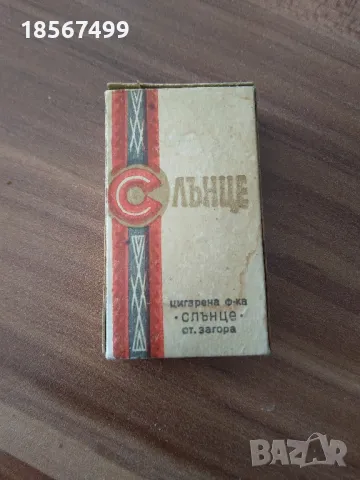 18567499
СЛЪНЦЕ
цигарена ф-ка
·слънце·
ст. загора
BAZAR